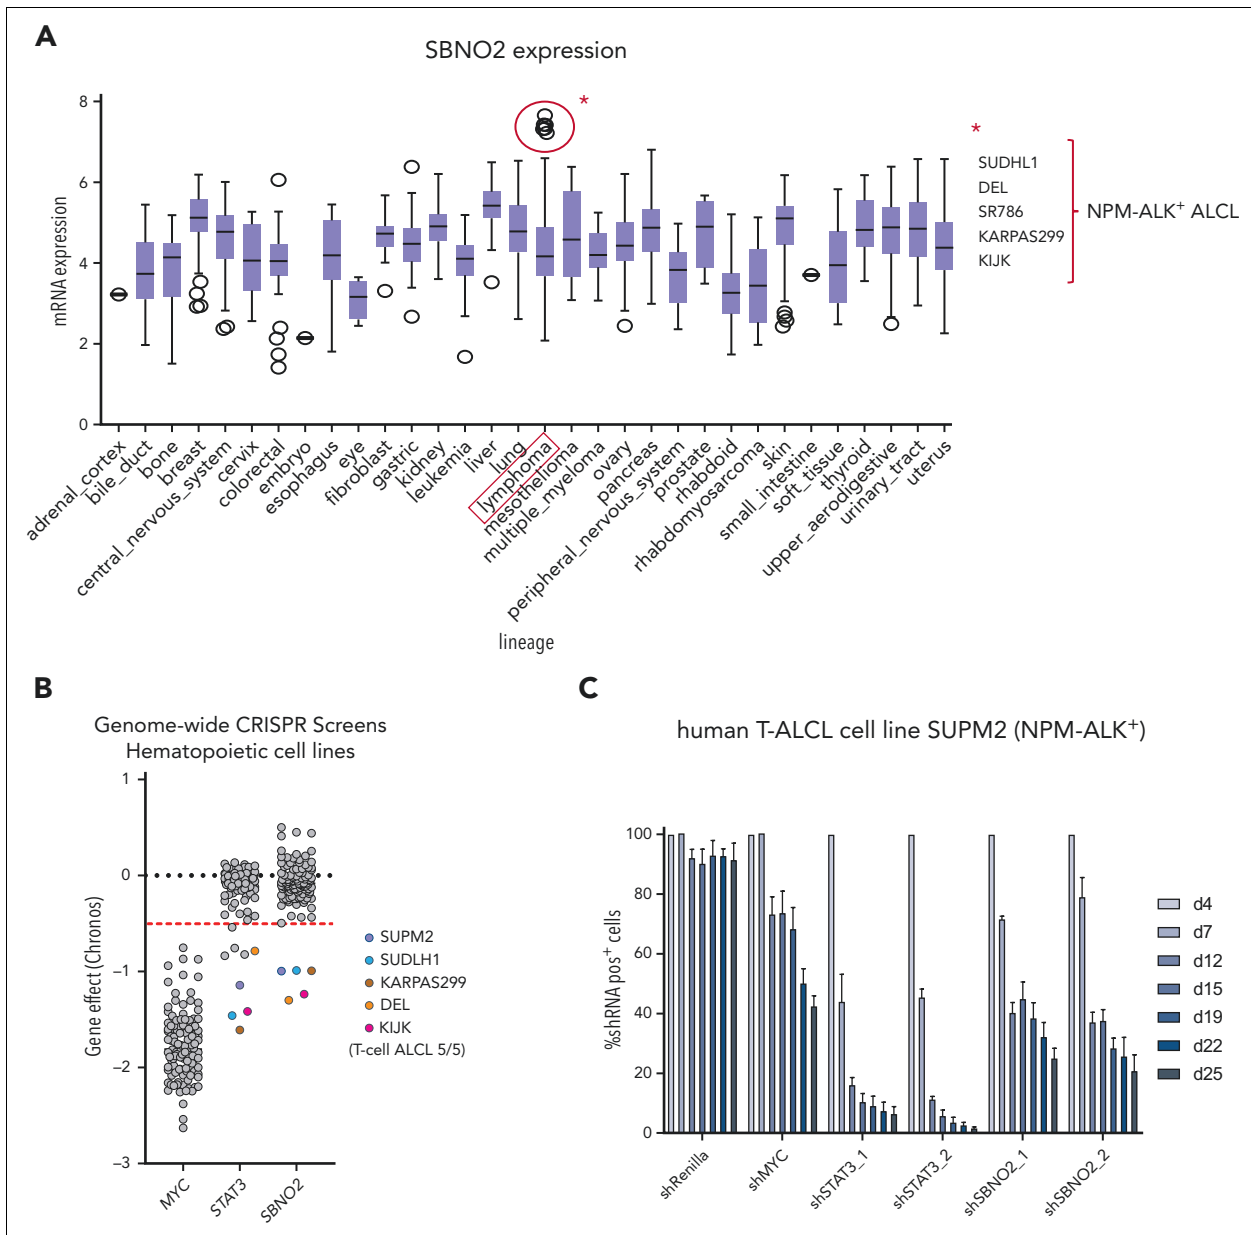 A
SBNO2 expression
mRNA expression
8
6
4
2
0
*
*
SUDHL1
DEL
SR786
KARPAS299
KIJK
NPM-ALK+ ALCL
adrenal_cortex
bile_duct
bone
breast
central_nervous_system
cervix
colorectal
embryo
esophagus
eye
fibroblast
gastric
kidney
leukemia
liver
lung
lymphoma
mesothelioma
multiple_myeloma
ovary
pancreas
peripheral_nervous_system
prostate
rhabdoid
rhabdomyosarcoma
skin
small_intestine
soft_tissue
thyroid
upper_aerodigestive
urinary_tract
uterus
lineage
B
Genome-wide CRISPR Screens
Hematopoietic cell lines
Gene effect (Chronos)
1
0
−1
−2
−3
MYC
STAT3
SBNO2
SUPM2
SUDLH1
KARPAS299
DEL
KIJK
(T-cell ALCL 5/5)
C
human T-ALCL cell line SUPM2 (NPM-ALK+)
%shRNA pos+ cells
100
80
60
40
20
0
shRenilla
shMYC
shSTAT3_1
shSTAT3_2
shSBNO2_1
shSBNO2_2
d4
d7
d12
d15
d19
d22
d25